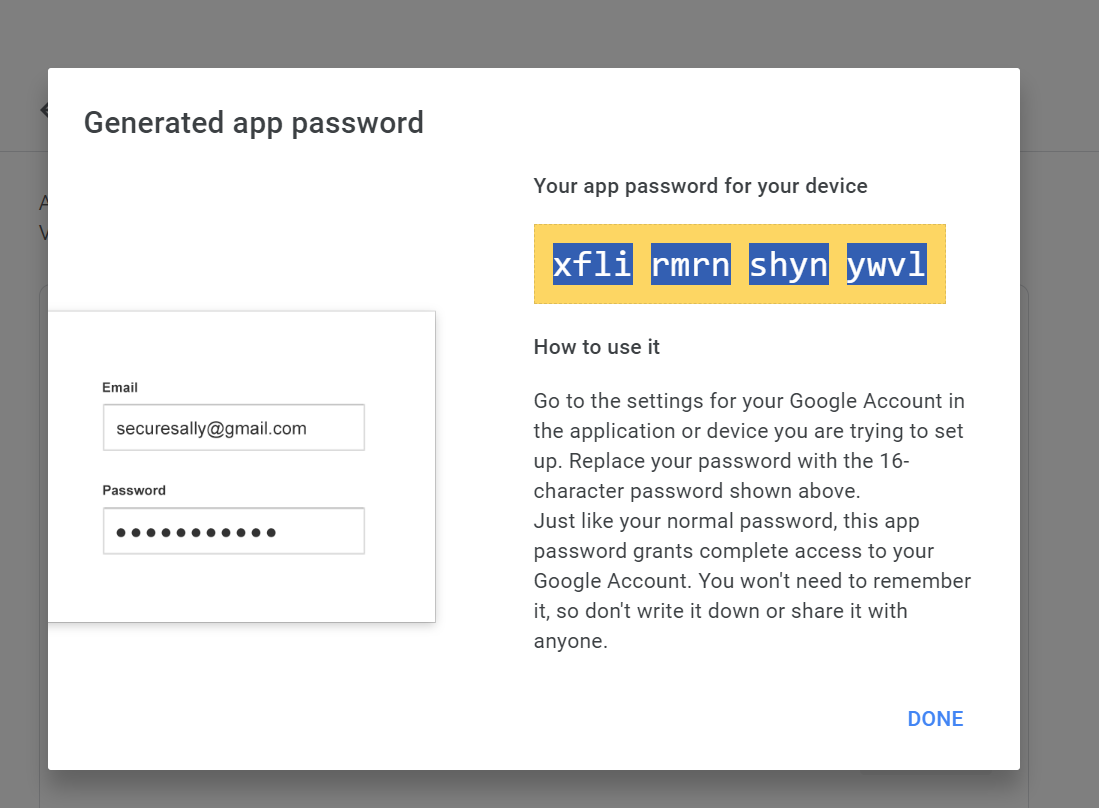 Generated app password
Your app password for your device
xfli rmrn shyn ywvl
Email
securesally@gmail.com
Password
How to use it
Go to the settings for your Google Account in
the application or device you are trying to set
up. Replace your password with the 16-
character password shown above.
Just like your normal password, this app
password grants complete access to your
Google Account. You won't need to remember
it, so don't write it down or share it with
anyone.
DONE